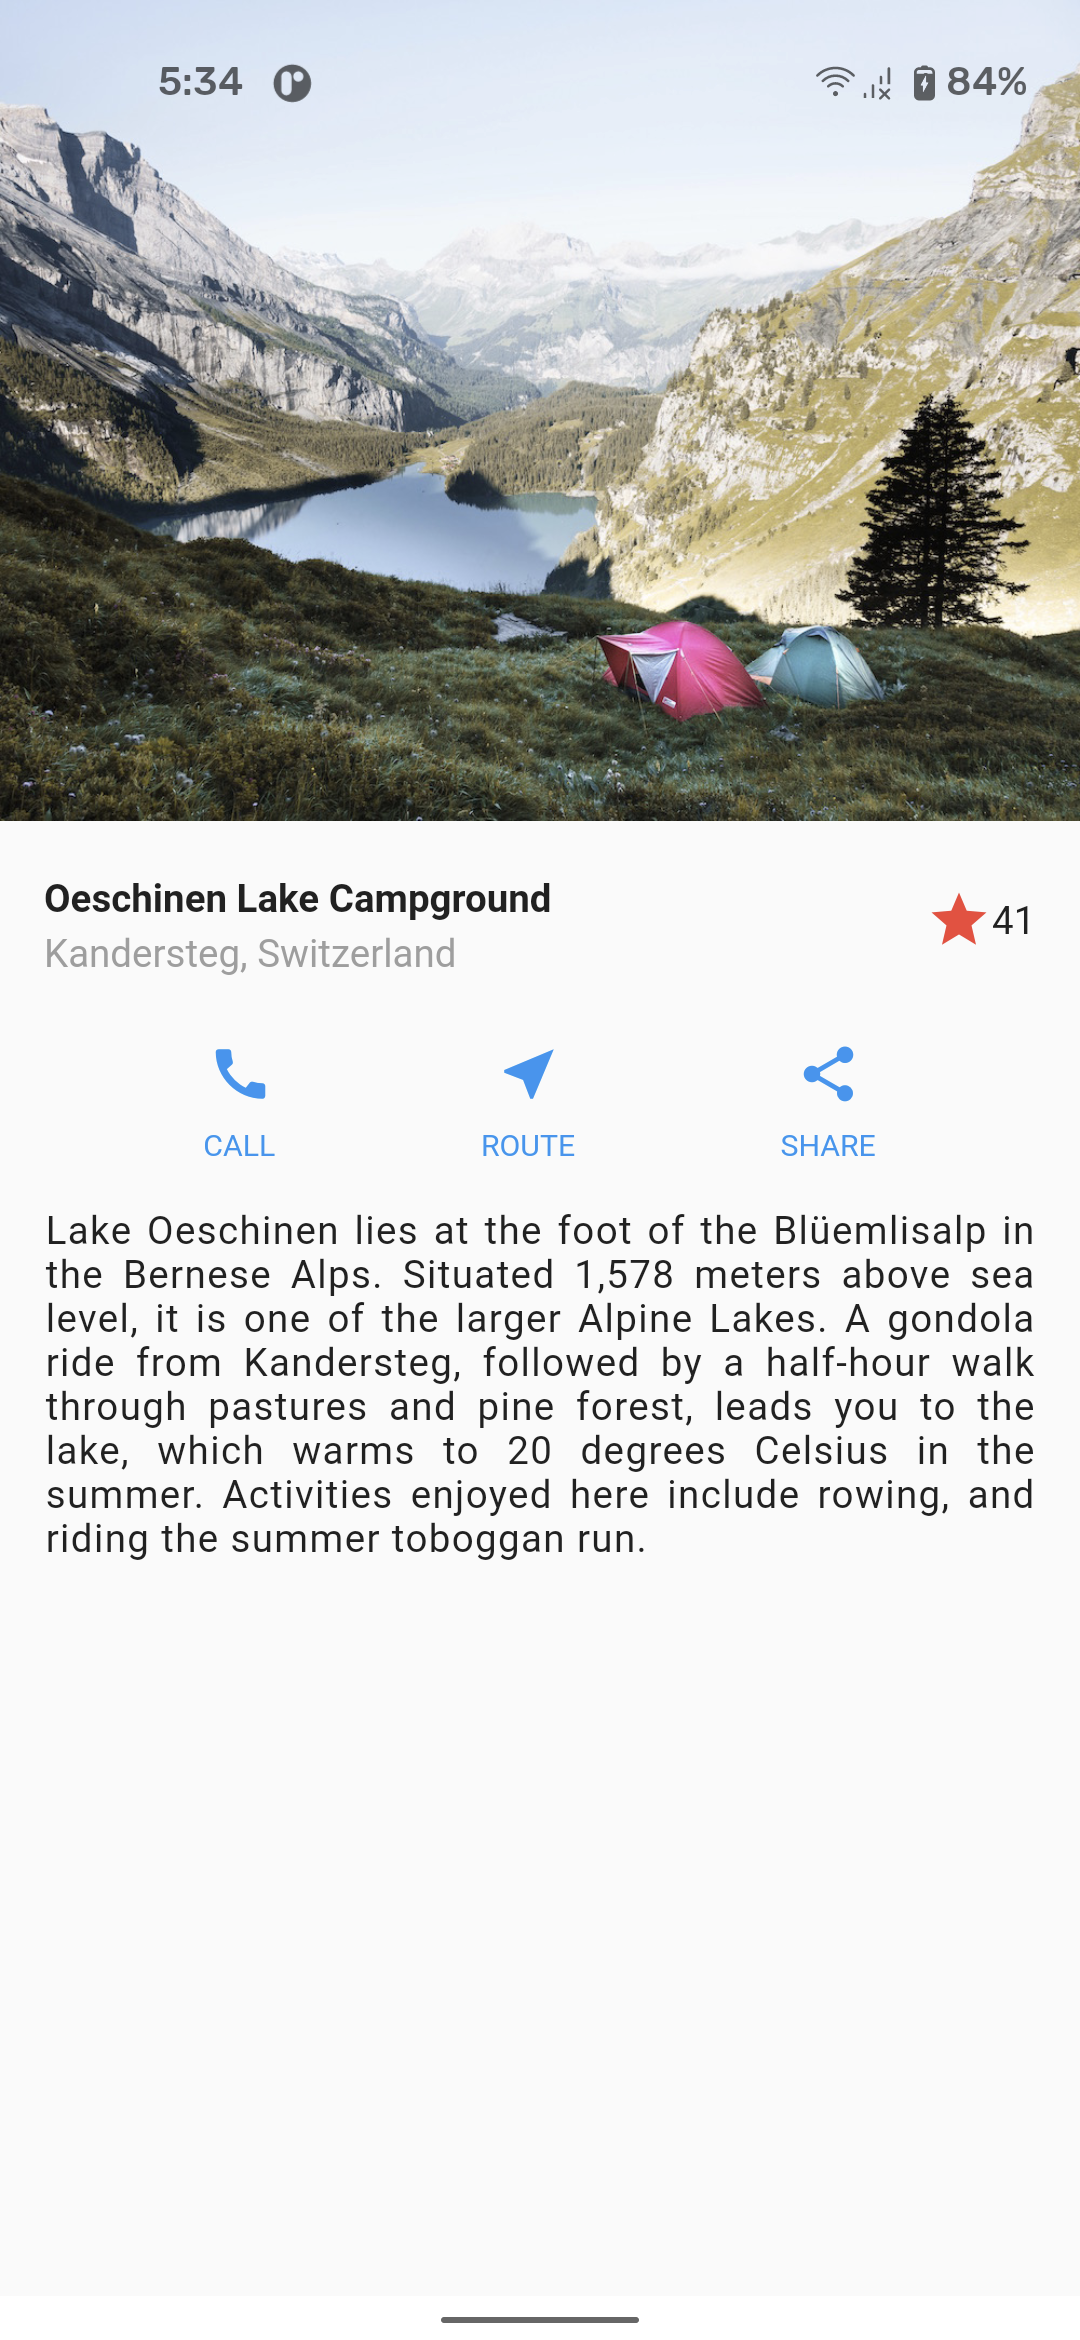 5:34 84%
Oeschinen Lake Campground
41
Kandersteg, Switzerland
CALL ROUTE SHARE
Lake Oeschinen lies at the foot of the Blüemlisalp in
the Bernese Alps. Situated 1,578 meters above sea
level, it is one of the larger Alpine Lakes. A gondola
ride from Kandersteg, followed by a half-hour walk
through pastures and pine forest, leads you to the
lake, which warms to 20 degrees Celsius in the
summer. Activities enjoyed here include rowing, and
riding the summer toboggan run.